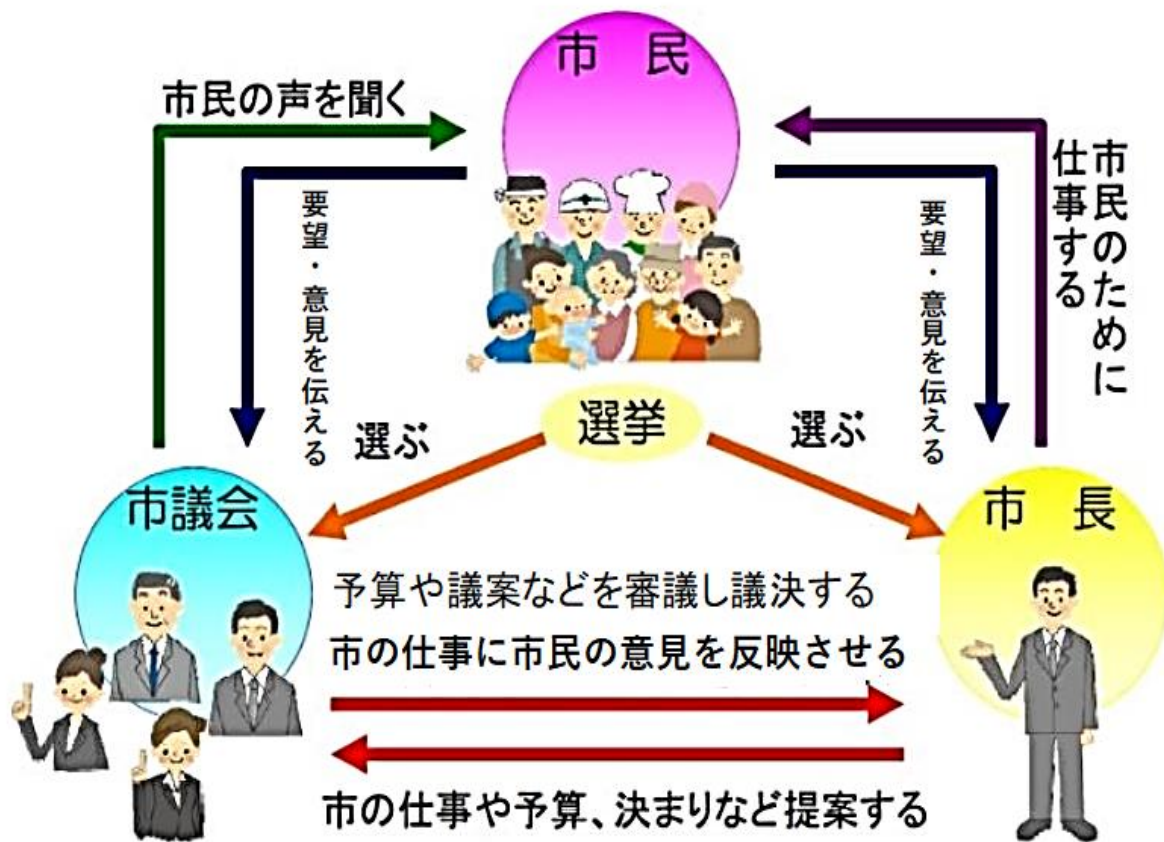 市　民
市民の声を聞く
要望・意見を伝える
要望・意見を伝える
市民のために
仕事する
選挙
選ぶ
選ぶ
市議会
市　長
予算や議案などを審議し議決する
市の仕事に市民の意見を反映させる
市の仕事や予算、決まりなど提案する